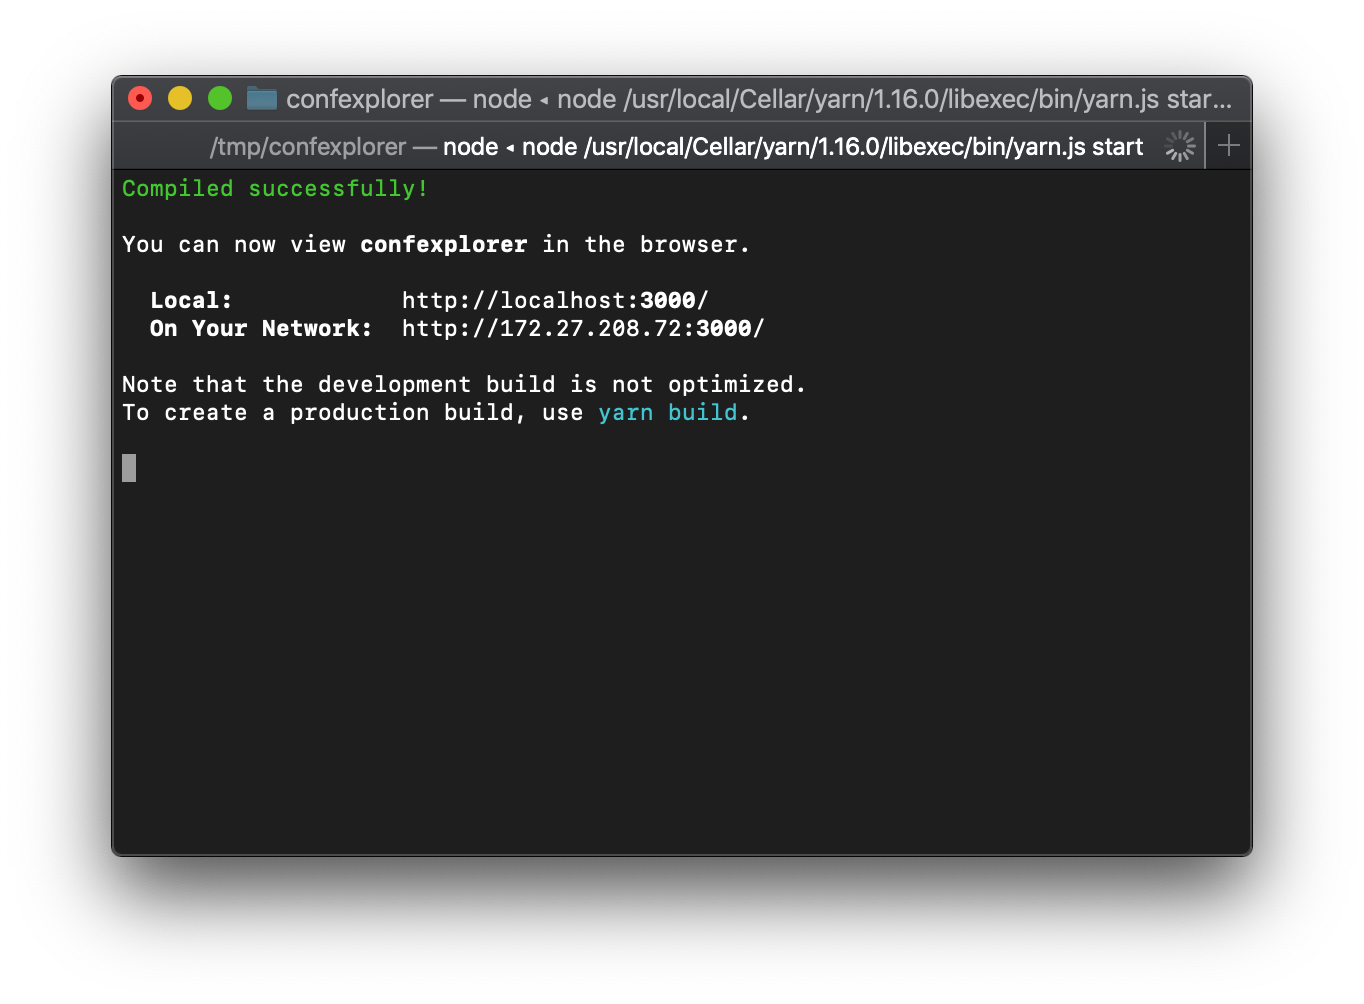 confexplorer — node ◂ node /usr/local/Cellar/yarn/1.16.0/libexec/bin/yarn.js star…
/tmp/confexplorer — node ◂ node /usr/local/Cellar/yarn/1.16.0/libexec/bin/yarn.js start
Compiled successfully!
You can now view confexplorer in the browser.
Local: http://localhost:3000/
On Your Network: http://172.27.208.72:3000/
Note that the development build is not optimized.
To create a production build, use yarn build.